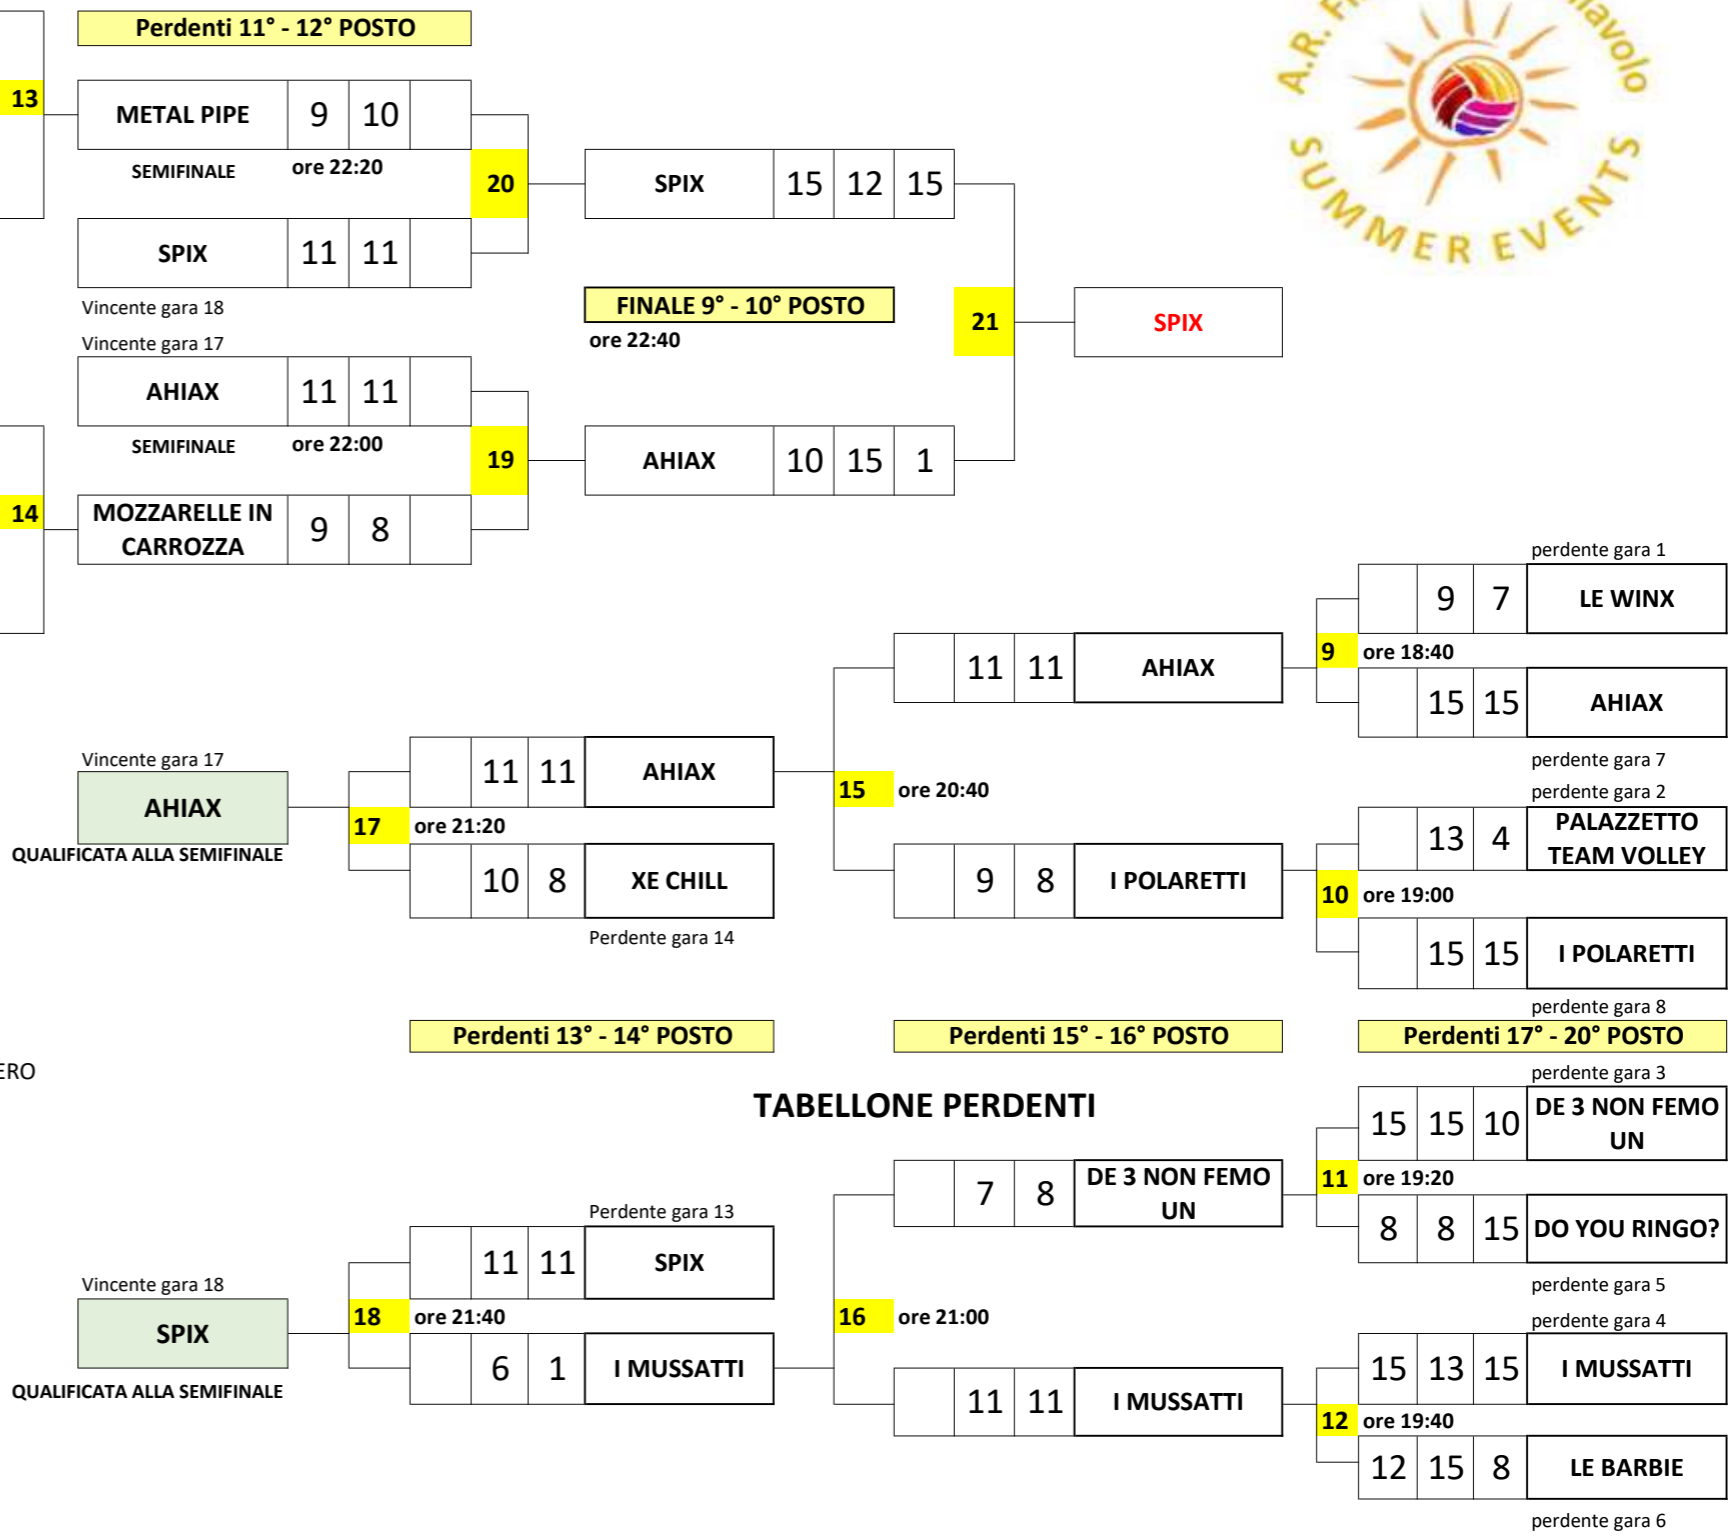 Perdenti 11° - 12° POSTO
A.R.
avolo
SUMMER EVENTS
13
METAL PIPE 9 10
SEMIFINALE ore 22:20
20
SPIX 15 12 15
SPIX 11 11
Vincente gara 18
FINALE 9° - 10° POSTO
ore 22:40
21
SPIX
Vincente gara 17
AHIAX 11 11
SEMIFINALE ore 22:00
19
AHIAX 10 15 1
14
MOZZARELLE IN
CARROZZA
9 8
perdente gara 1
9 7 LE WINX
9 ore 18:40
11 11 AHIAX
15 15 AHIAX
perdente gara 7
Vincente gara 17
AHIAX
QUALIFICATA ALLA SEMIFINALE
11 11 AHIAX
17 ore 21:20
10 8 XE CHILL
Perdente gara 14
15 ore 20:40
9 8 I POLARETTI
perdente gara 2
13 4 PALAZZETTO
TEAM VOLLEY
10 ore 19:00
15 15 I POLARETTI
perdente gara 8
Perdenti 13° - 14° POSTO
Perdenti 15° - 16° POSTO
Perdenti 17° - 20° POSTO
ERO
TABELLONE PERDENTI
perdente gara 3
15 15 10 DE 3 NON FEMO
UN
11 ore 19:20
8 8 15 DO YOU RINGO?
perdente gara 5
7 8 DE 3 NON FEMO
UN
Perdente gara 13
11 11 SPIX
Vincente gara 18
SPIX
QUALIFICATA ALLA SEMIFINALE
18 ore 21:40
6 1 I MUSSATTI
16 ore 21:00
11 11 I MUSSATTI
perdente gara 4
15 13 15 I MUSSATTI
12 ore 19:40
12 15 8 LE BARBIE
perdente gara 6